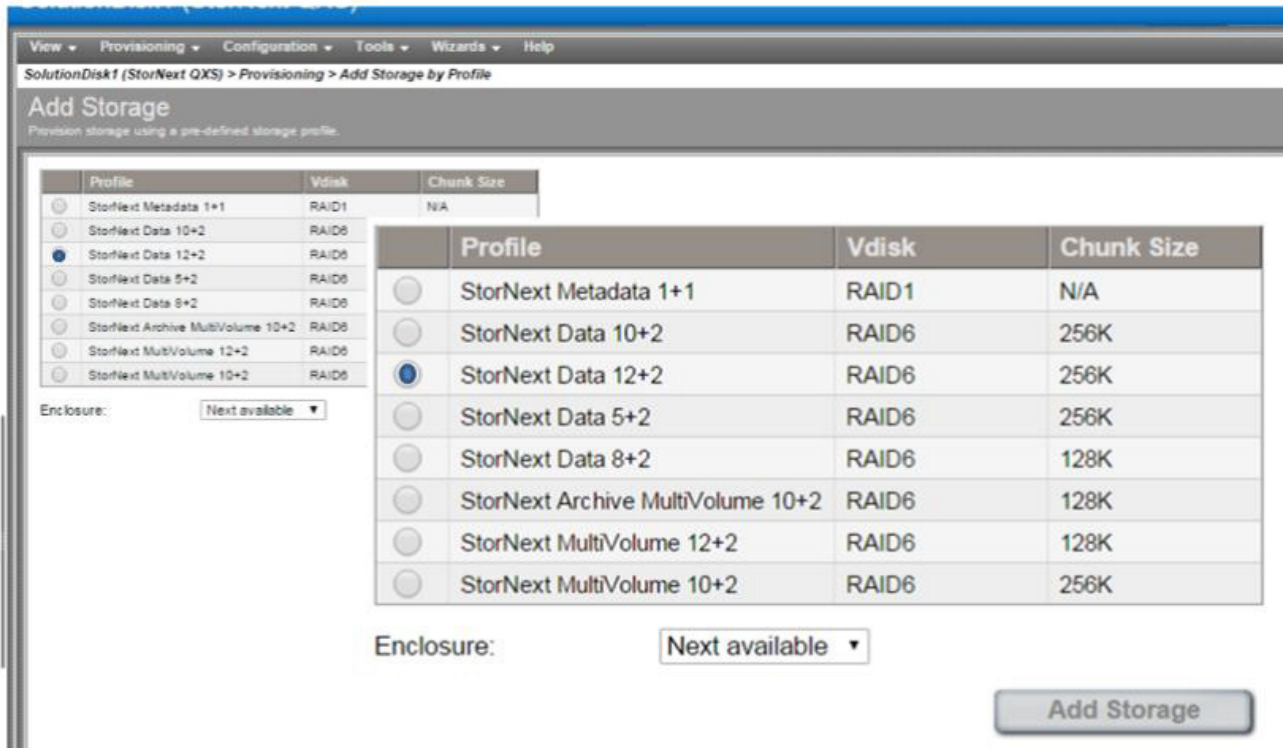 View Provisioning Configuration Tools Wizards Help
SolutionDisk1 (StorNext QXS) > Provisioning > Add Storage by Profile
Add Storage
Provision storage using a pre-defined storage profile.
Profile Vdisk Chunk Size
StorNext Metadata 1+1 RAID1 N/A
StorNext Data 10+2 RAID6
StorNext Data 12+2 RAID6
StorNext Data 5+2 RAID6
StorNext Data 8+2 RAID6
StorNext Archive MultiVolume 10+2 RAID6
StorNext MultiVolume 12+2 RAID6
StorNext MultiVolume 10+2 RAID6
Enclosure: Next available
Profile Vdisk Chunk Size
StorNext Metadata 1+1 RAID1 N/A
StorNext Data 10+2 RAID6 256K
StorNext Data 12+2 RAID6 256K
StorNext Data 5+2 RAID6 256K
StorNext Data 8+2 RAID6 128K
StorNext Archive MultiVolume 10+2 RAID6 128K
StorNext MultiVolume 12+2 RAID6 128K
StorNext MultiVolume 10+2 RAID6 256K
Enclosure: Next available
Add Storage